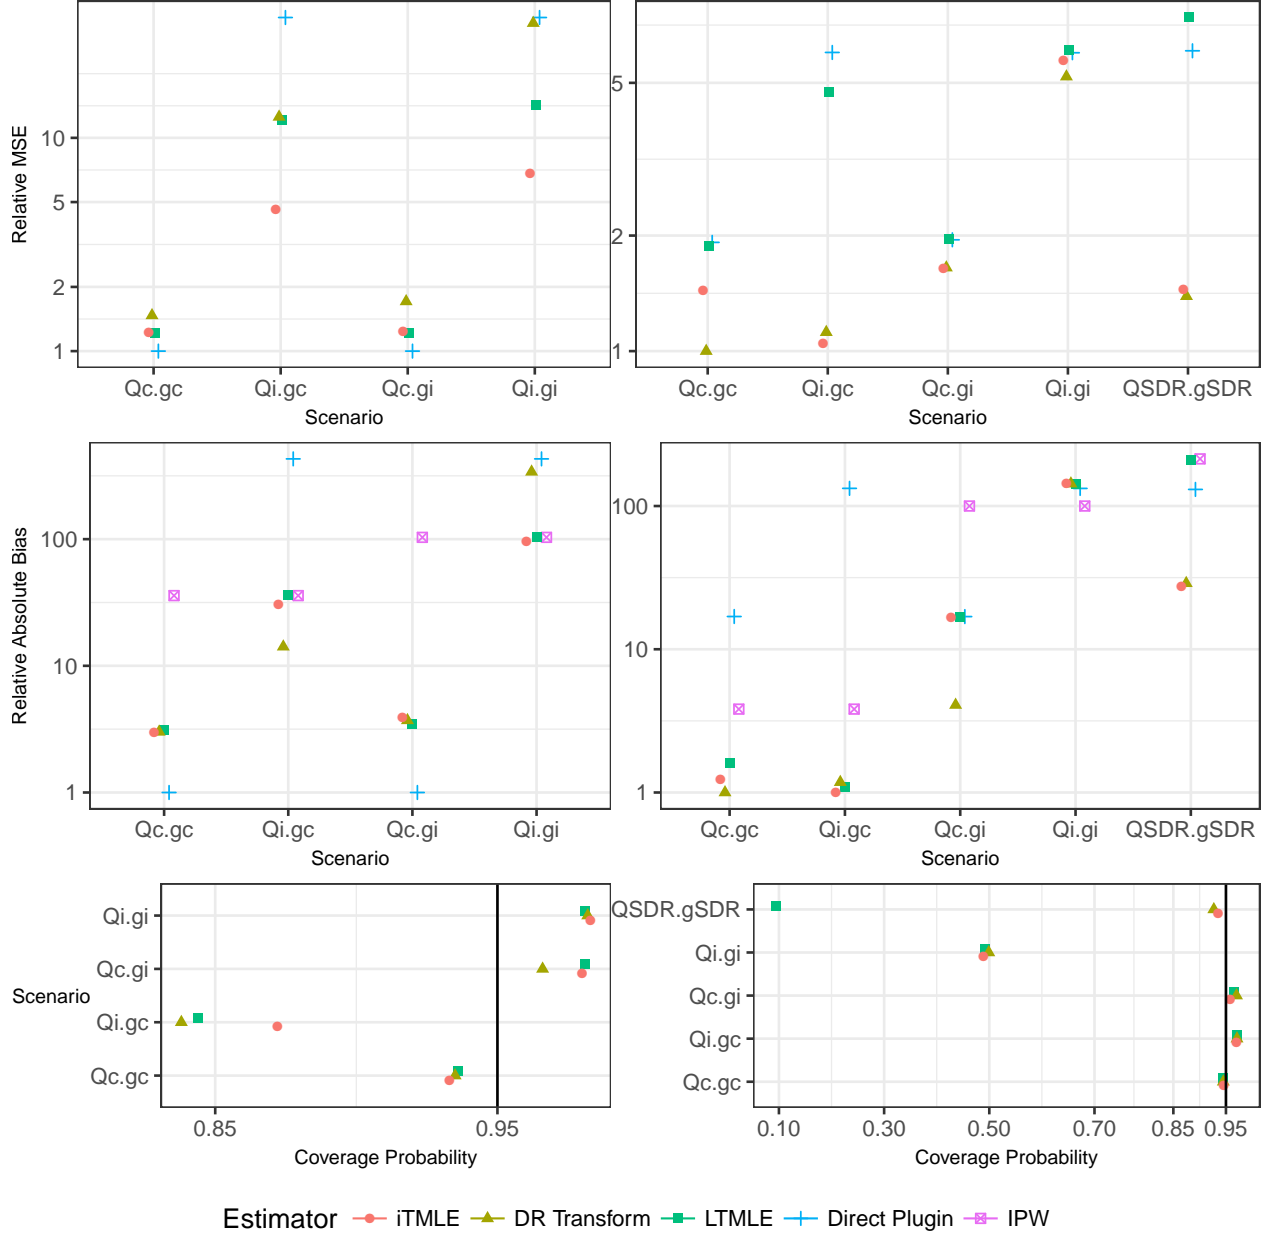 Relative MSE
10
5
2
1
Qc.gc Qi.gc Qc.gi Qi.gi
Scenario
5
2
1
Qc.gc Qi.gc Qc.gi Qi.gi QSDR.gSDR
Scenario
Relative Absolute Bias
100
10
1
Qc.gc Qi.gc Qc.gi Qi.gi
Scenario
100
10
1
Qc.gc Qi.gc Qc.gi Qi.gi QSDR.gSDR
Scenario
Scenario
Qi.gi
Qc.gi
Qi.gc
Qc.gc
0.85 0.95
Coverage Probability
QSDR.gSDR
Qi.gi
Qc.gi
Qi.gc
Qc.gc
0.10 0.30 0.50 0.70 0.85 0.95
Coverage Probability
Estimator iTMLE DR Transform LTMLE Direct Plugin IPW